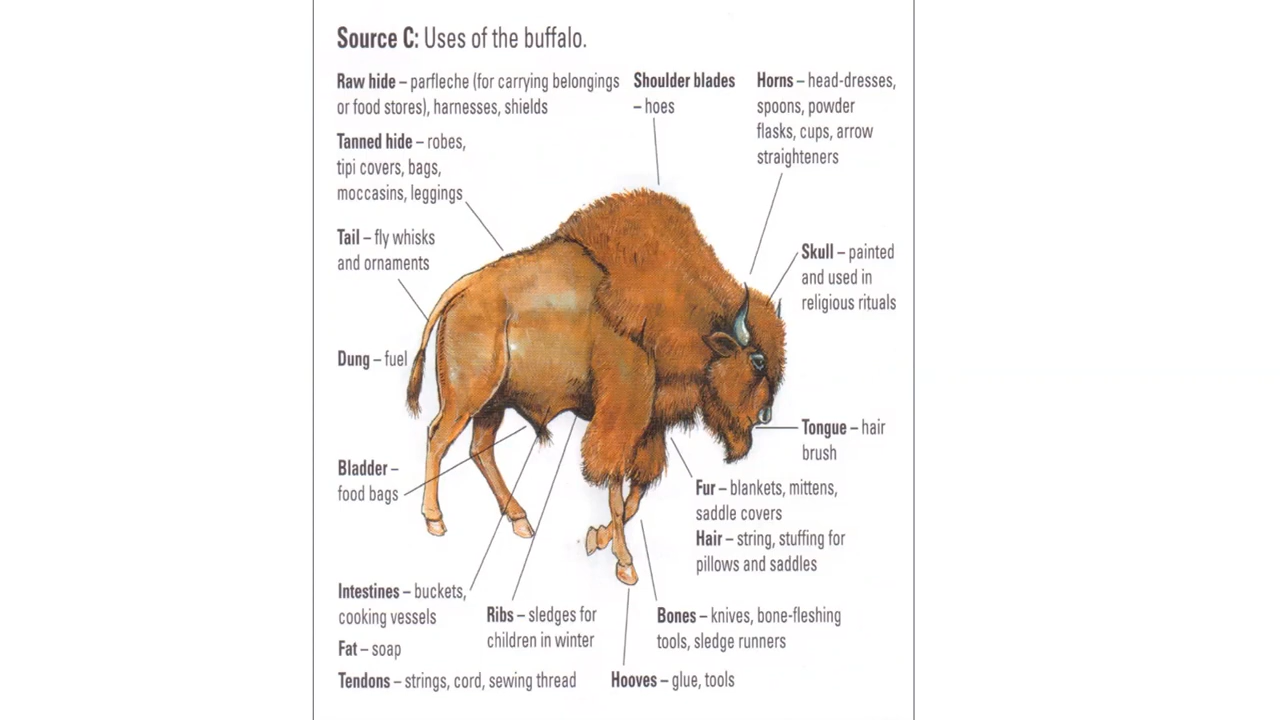 Source C: Uses of the buffalo.
Raw hide – parfleche (for carrying belongings
or food stores), harnesses, shields
Shoulder blades
– hoes
Horns – head-dresses,
spoons, powder
flasks, cups, arrow
straighteners
Tanned hide – robes,
tipi covers, bags,
moccasins, leggings
Tail – fly whisks
and ornaments
Skull – painted
and used in
religious rituals
Dung – fuel
Tongue – hair
brush
Bladder –
food bags
Fur – blankets, mittens,
saddle covers
Hair – string, stuffing for
pillows and saddles
Intestines – buckets,
cooking vessels
Ribs – sledges for
children in winter
Bones – knives, bone-fleshing
tools, sledge runners
Fat – soap
Tendons – strings, cord, sewing thread
Hooves – glue, tools